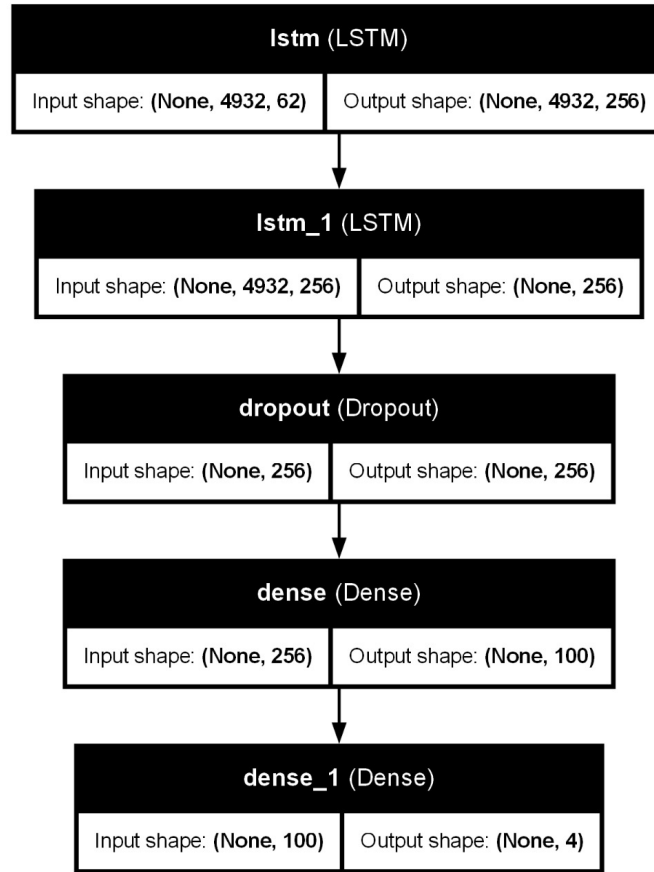 lstm (LSTM)
Input shape: (None, 4932, 62) Output shape: (None, 4932, 256)
lstm_1 (LSTM)
Input shape: (None, 4932, 256) Output shape: (None, 256)
dropout (Dropout)
Input shape: (None, 256) Output shape: (None, 256)
dense (Dense)
Input shape: (None, 256) Output shape: (None, 100)
dense_1 (Dense)
Input shape: (None, 100) Output shape: (None, 4)